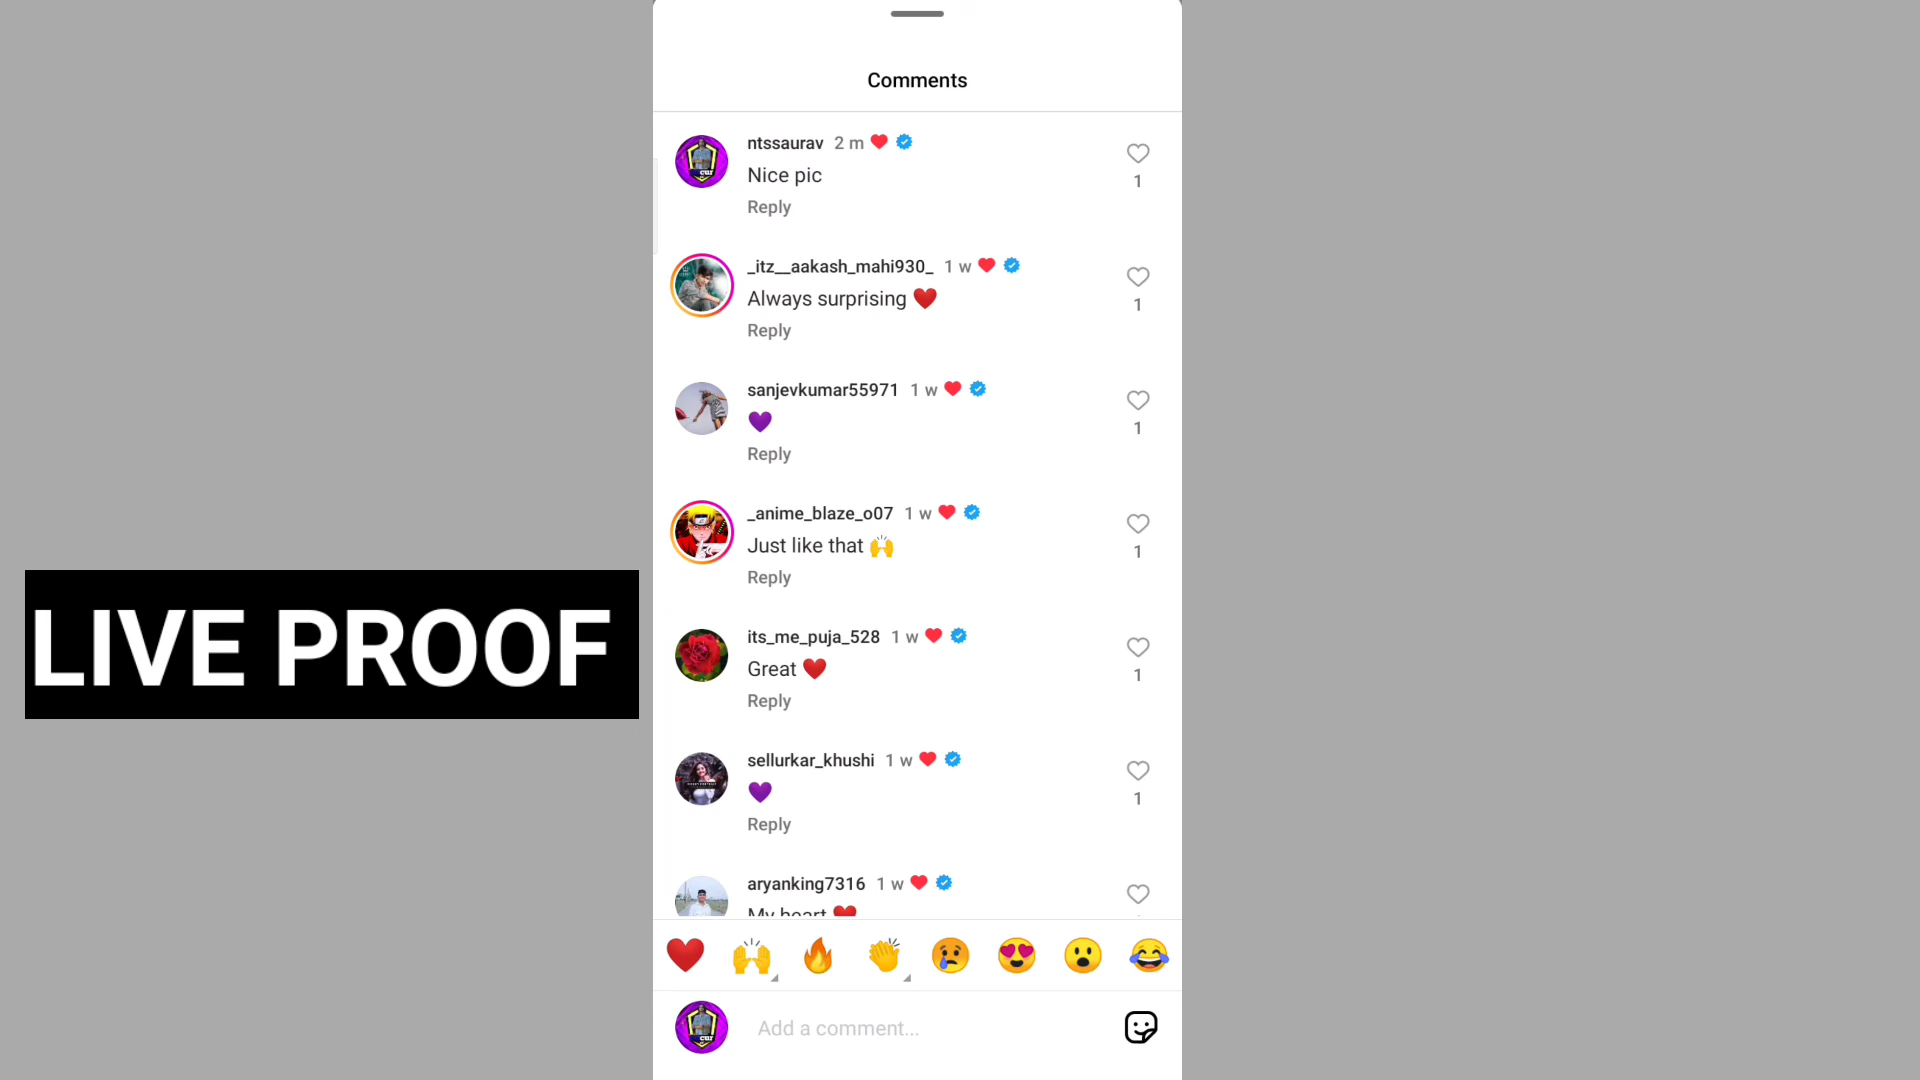 Comments
ntssaurav 2 m
Nice pic
1
Reply
_itz__aakash_mahi930_ 1 w
Always surprising ❤️
1
Reply
sanjevkumar55971 1 w
💜
1
Reply
_anime_blaze_o07 1 w
Just like that 🙌
1
Reply
its_me_puja_528 1 w
Great ❤️
1
Reply
sellurkar_khushi 1 w
💜
1
Reply
aryanking7316 1 w
My heart ❤️
Add a comment...
LIVE PROOF